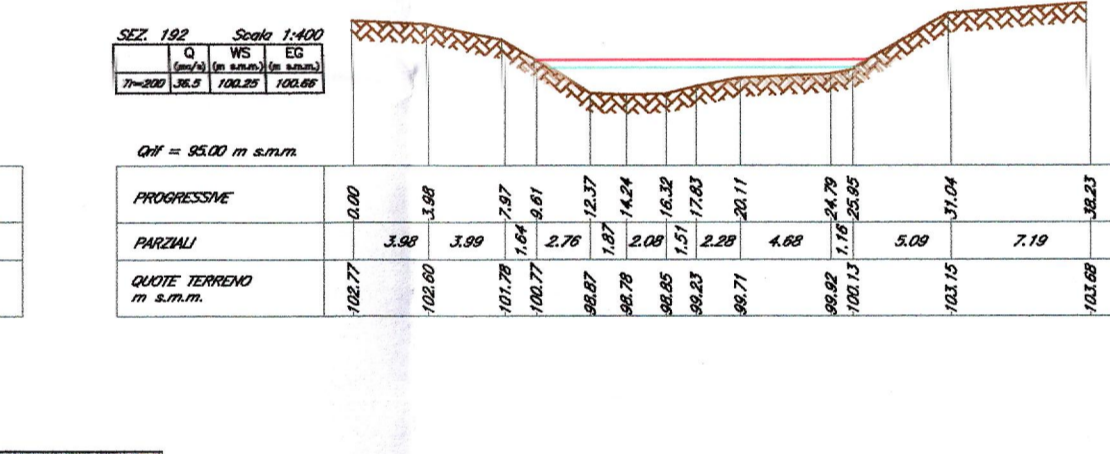 SEZ. 192 Scala 1:400
Q WS EG
(mc/s) (m s.m.m.) (m s.m.m.)
Tr=200 36.5 100.25 100.66
Qrif = 95.00 m s.m.m.
PROGRESSIVE 0.00 3.98 7.97 9.61 12.37 14.24 16.32 17.83 20.11 24.79 25.95 31.04 38.23
PARZIALI 3.98 3.99 1.64 2.76 1.87 2.08 1.51 2.28 4.68 1.16 5.09 7.19
QUOTE TERRENO 102.77 102.60 101.78 100.77 98.87 98.78 98.85 99.23 99.71 99.92 100.13 103.15 103.68
m s.m.m.